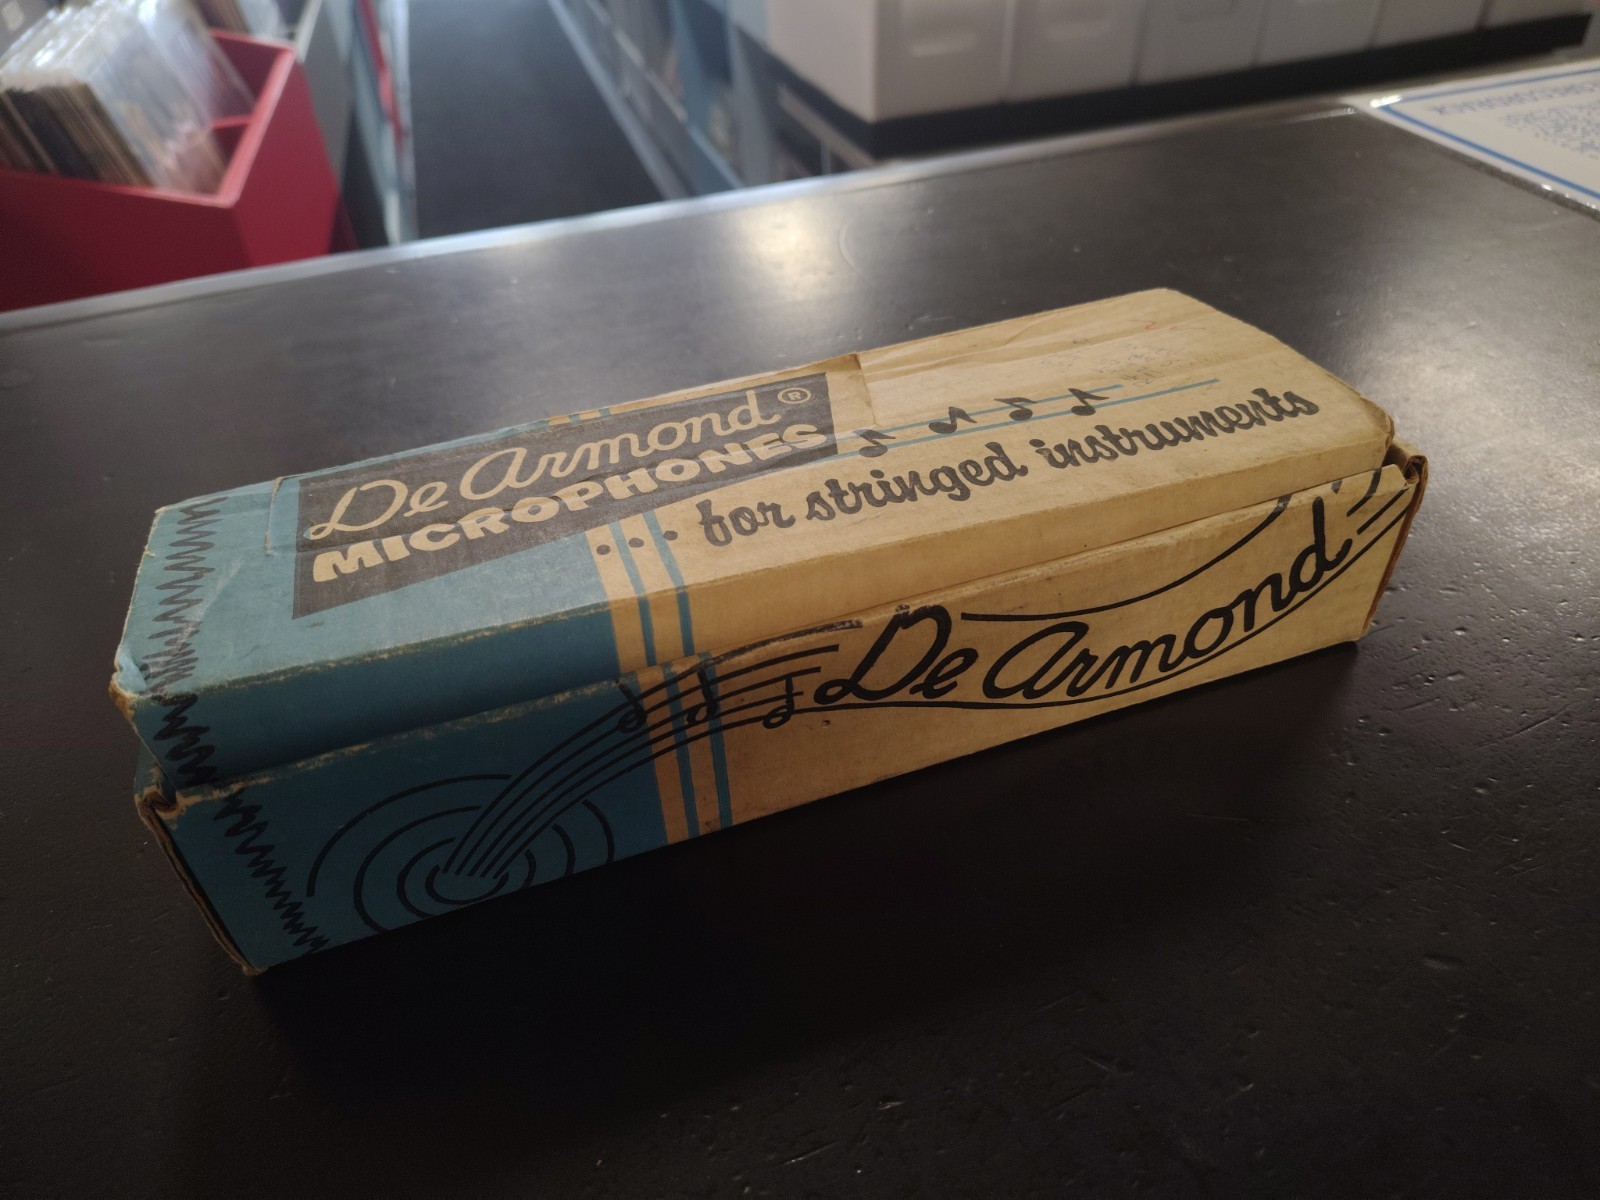 De Armond®
MICROPHONES
... for stringed instruments
De Armond